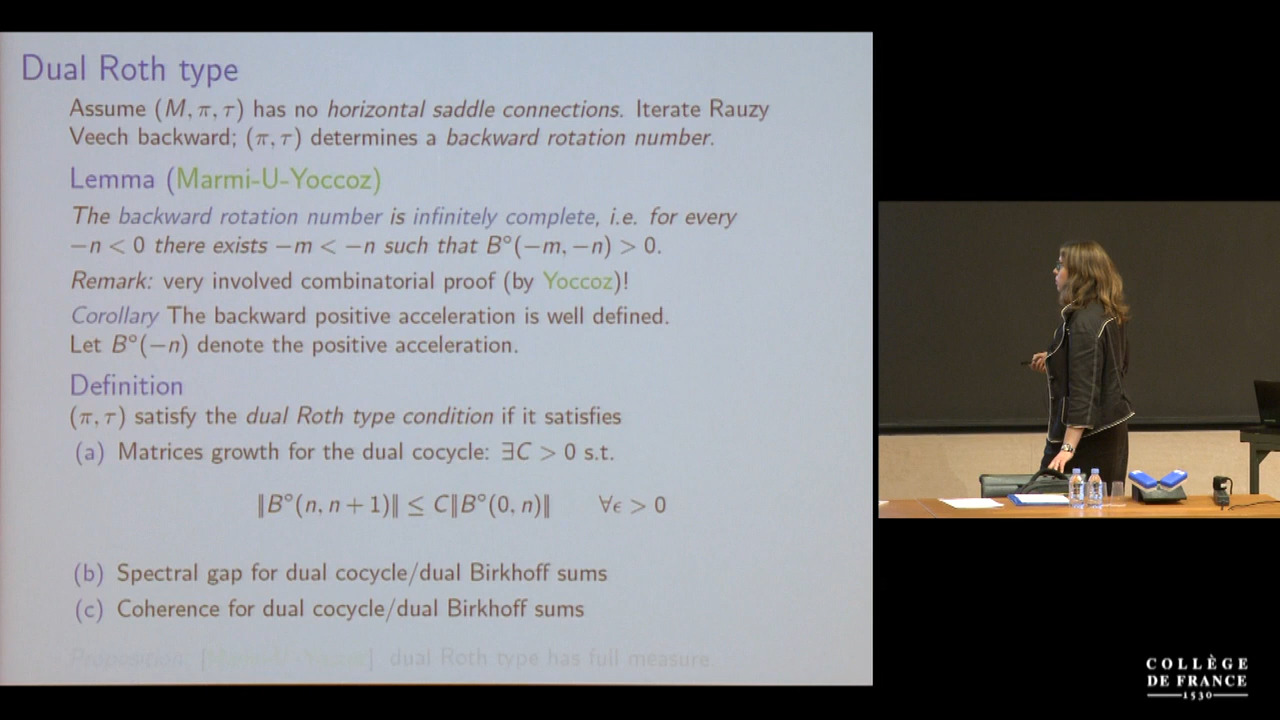 Dual Roth type
Assume (M, π, τ) has no horizontal saddle connections. Iterate Rauzy
Veech backward; (π, τ) determines a backward rotation number.
Lemma (Marmi-U-Yoccoz)
The backward rotation number is infinitely complete, i.e. for every
−n < 0 there exists −m < −n such that B°(−m, −n) > 0.
Remark: very involved combinatorial proof (by Yoccoz)!
Corollary The backward positive acceleration is well defined.
Let B°(−n) denote the positive acceleration.
Definition
(π, τ) satisfy the dual Roth type condition if it satisfies
(a) Matrices growth for the dual cocycle: ∃C > 0 s.t.
‖B°(n, n + 1)‖ ≤ C‖B°(0, n)‖ ∀ϵ > 0
(b) Spectral gap for dual cocycle/dual Birkhoff sums
(c) Coherence for dual cocycle/dual Birkhoff sums
Proposition [Marmi-U-Yoccoz] dual Roth type has full measure.
COLLÈGE
DE FRANCE
1530